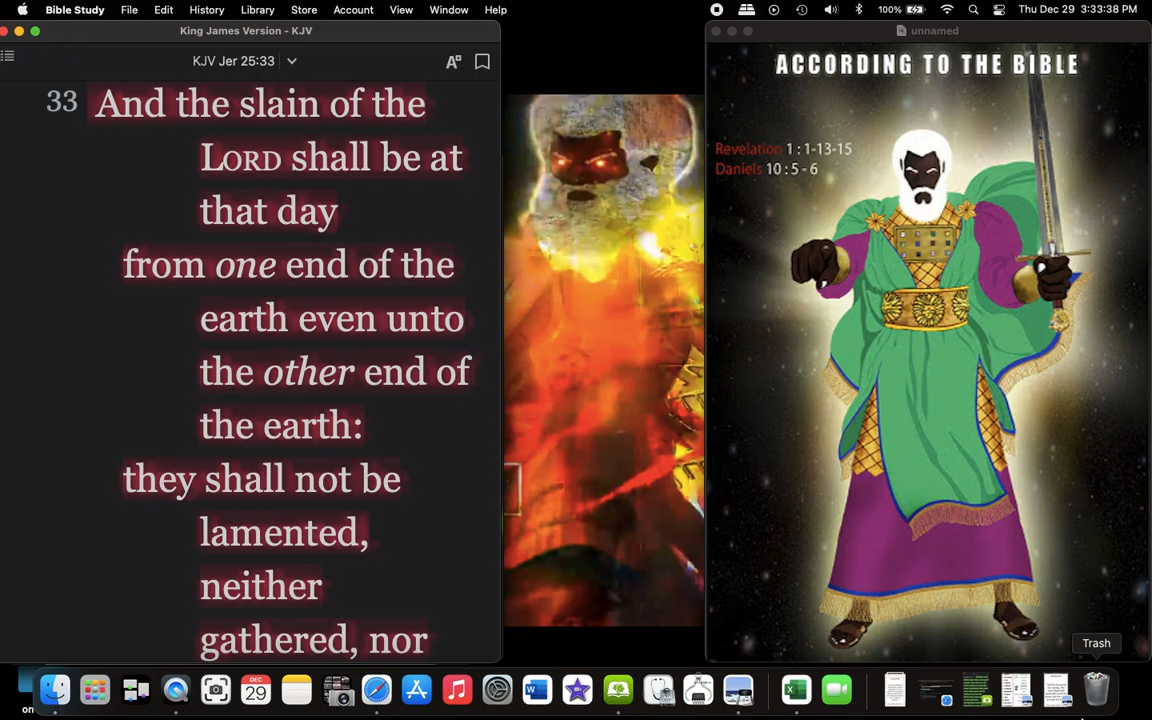 Bible Study File Edit History Library Store Account View Window Help 100% Thu Dec 29 3:33:38 PM
King James Version - KJV
KJV Jer 25:33
33 And the slain of the
LORD shall be at
that day
from one end of the
earth even unto
the other end of
the earth:
they shall not be
lamented,
neither
gathered, nor
unnamed
ACCORDING TO THE BIBLE
Revelation 1 : 1-13-15
Daniels 10 : 5 - 6
Trash
DEC
29
on